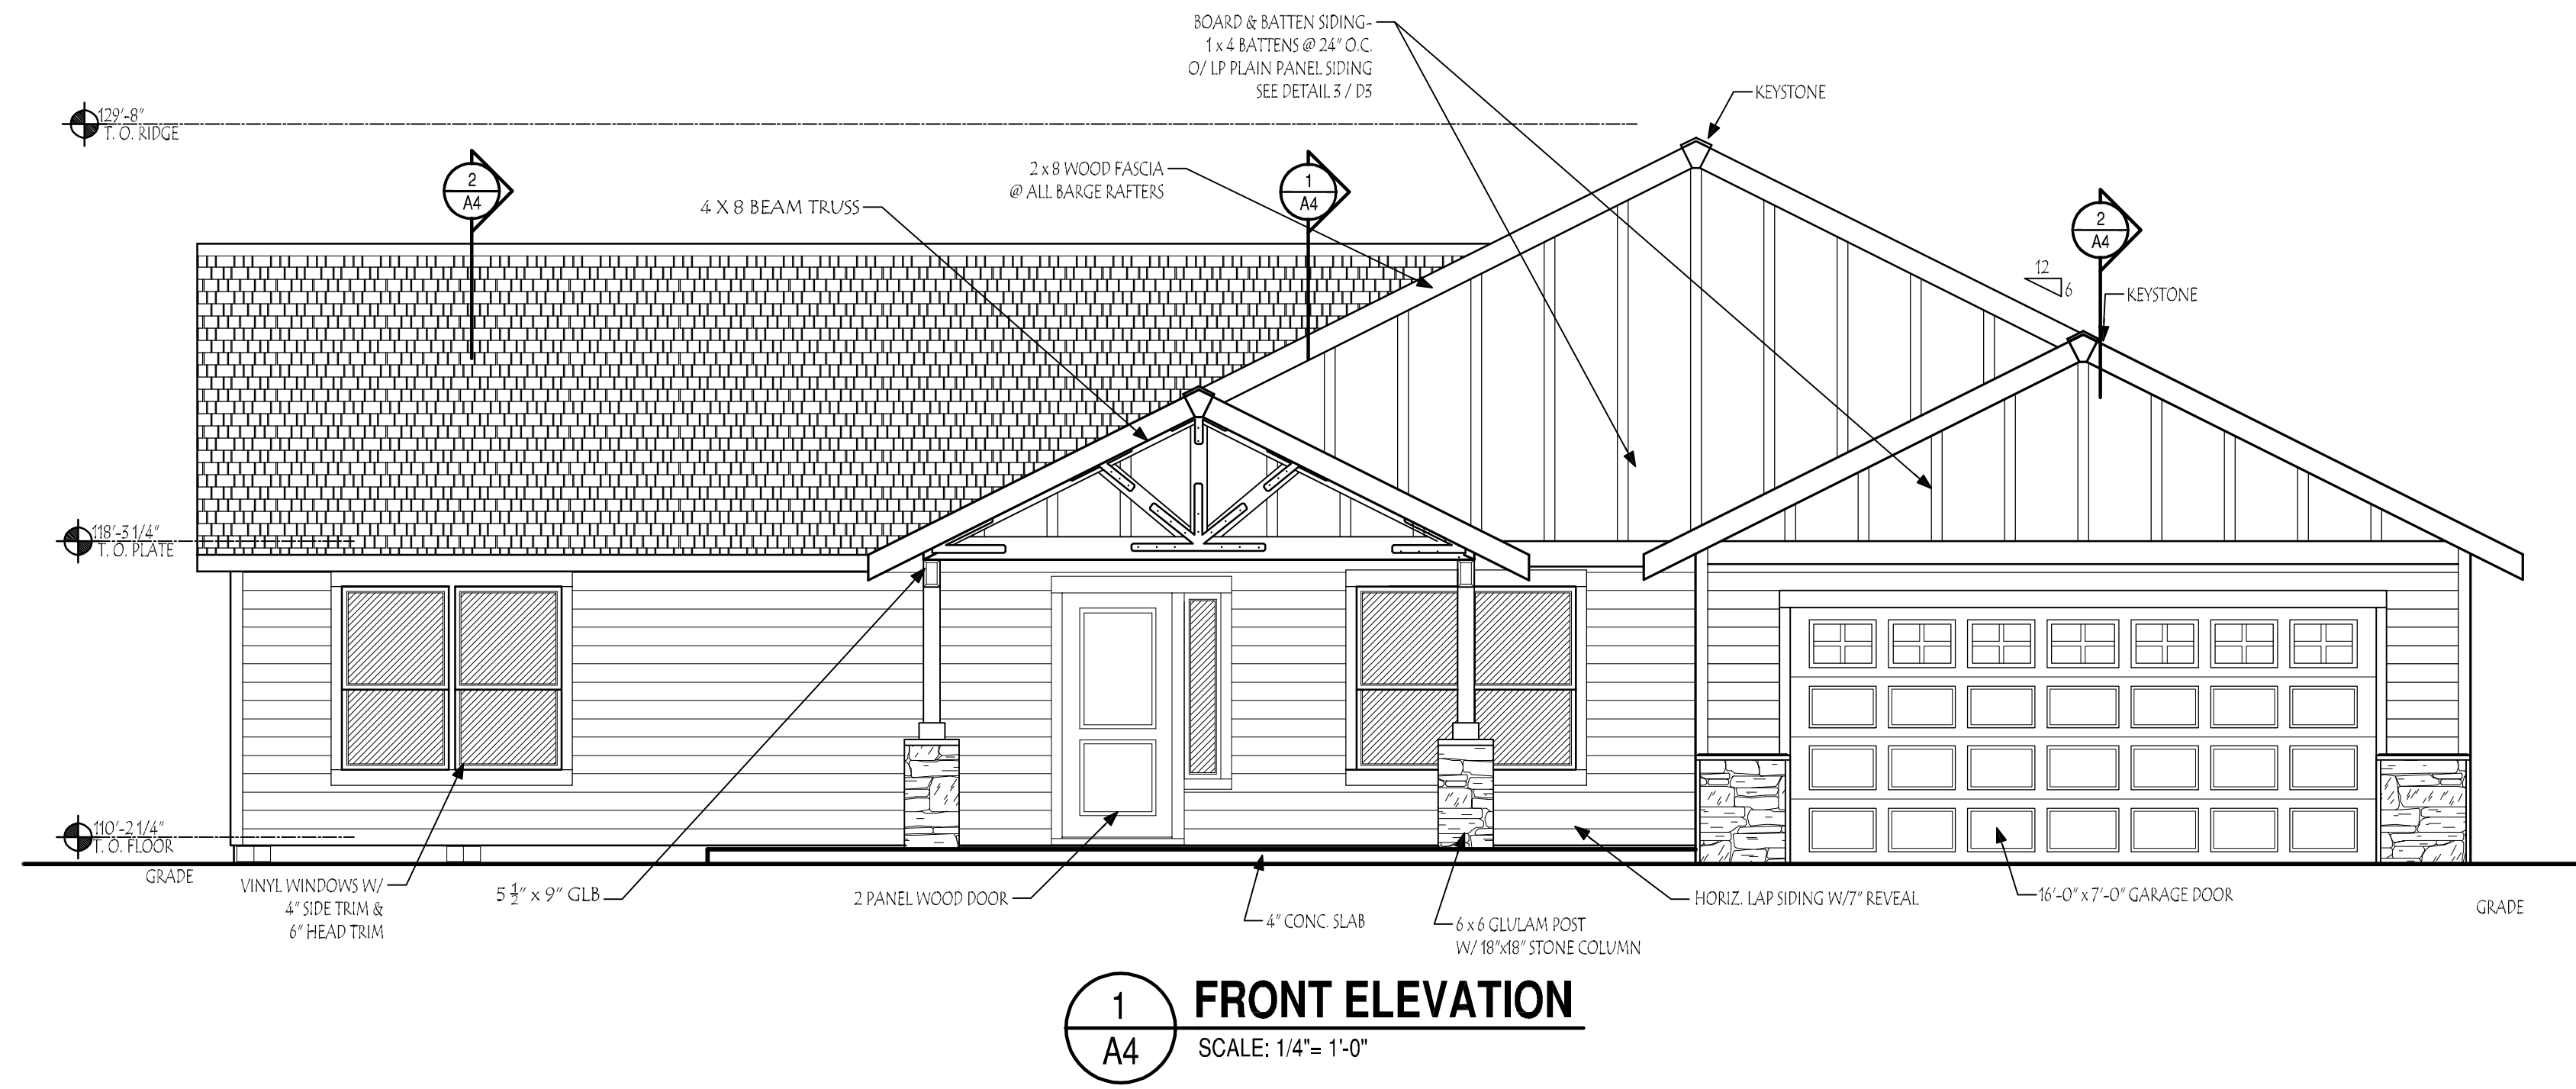 BOARD & BATTEN SIDING-
1 x 4 BATTENS @ 24" O.C.
O/ LP PLAIN PANEL SIDING
SEE DETAIL 3 / D3
KEYSTONE
129'-8"
T. O. RIDGE
2 x 8 WOOD FASCIA
@ ALL BARGE RAFTERS
2
A4
1
A4
4 X 8 BEAM TRUSS
2
A4
12
6
KEYSTONE
118'-3 1/4"
T. O. PLATE
110'-2 1/4"
T. O. FLOOR
GRADE
VINYL WINDOWS W/
4" SIDE TRIM &
6" HEAD TRIM
5 1/2" x 9" GLB
2 PANEL WOOD DOOR
4" CONC. SLAB
6 x 6 GLULAM POST
W/ 18"x18" STONE COLUMN
HORIZ. LAP SIDING W/7" REVEAL
16'-0" x 7'-0" GARAGE DOOR
GRADE
1
A4
FRONT ELEVATION
SCALE: 1/4"= 1'-0"